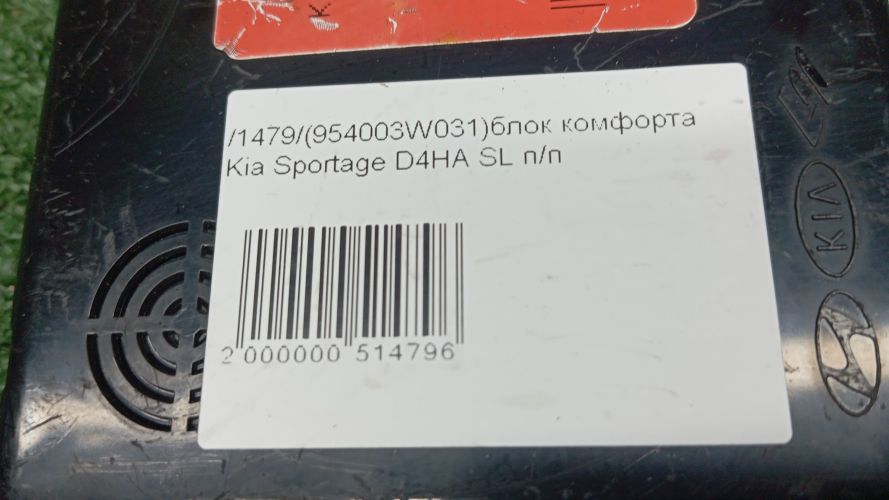 K
/1479/(954003W031)блок комфорта
Kia Sportage D4HA SL п/п
2 000000 514796
KIA